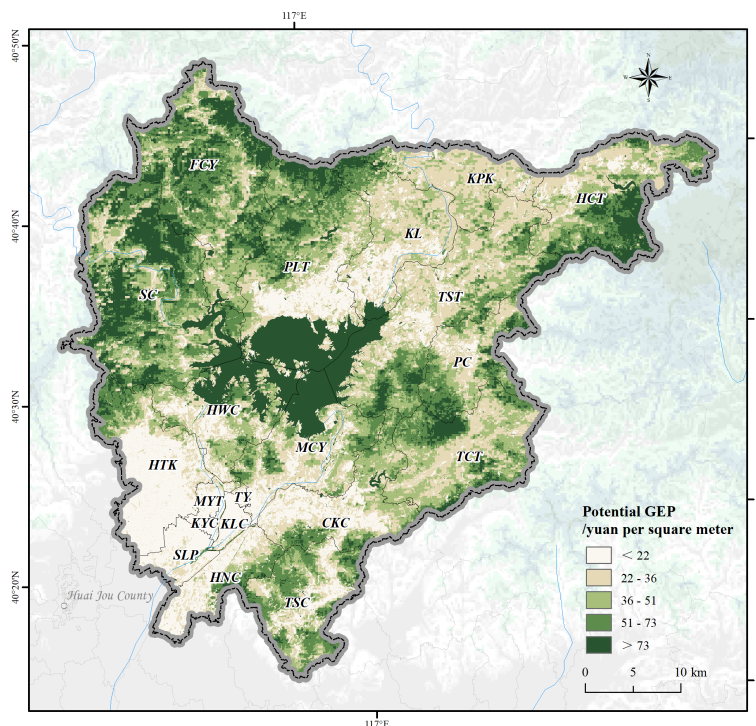 117°E
40°50'N
40°40'N
40°30'N
40°20'N
N
W
E
S
FCY
KPK
HCT
KL
PLT
SC
TST
PC
HWC
MCY
HTK
TCT
MYT
TY
KYC
KLC
CKC
SLP
HNC
TSC
Huai Jou County
Potential GEP
/yuan per square meter
< 22
22 - 36
36 - 51
51 - 73
> 73
0
5
10 km
117°E